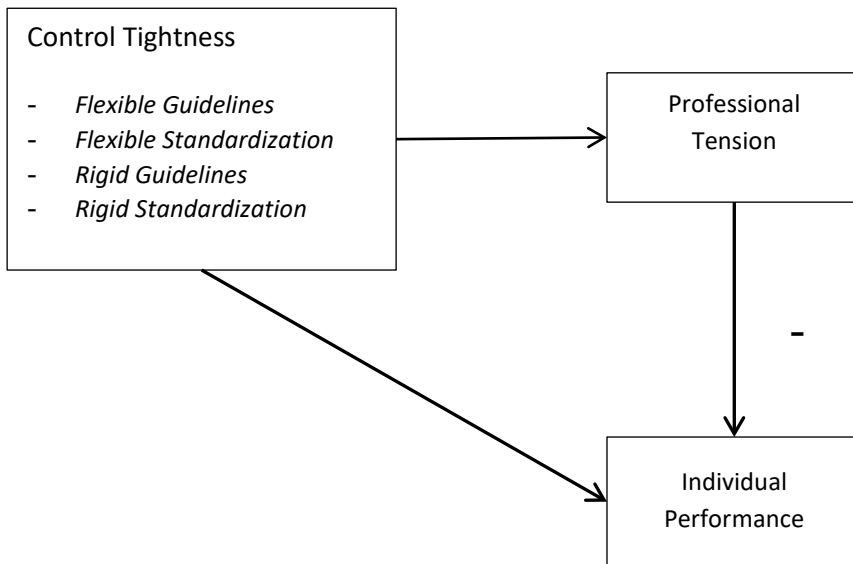 Control Tightness
- Flexible Guidelines
- Flexible Standardization
- Rigid Guidelines
- Rigid Standardization
Professional
Tension
-
Individual
Performance